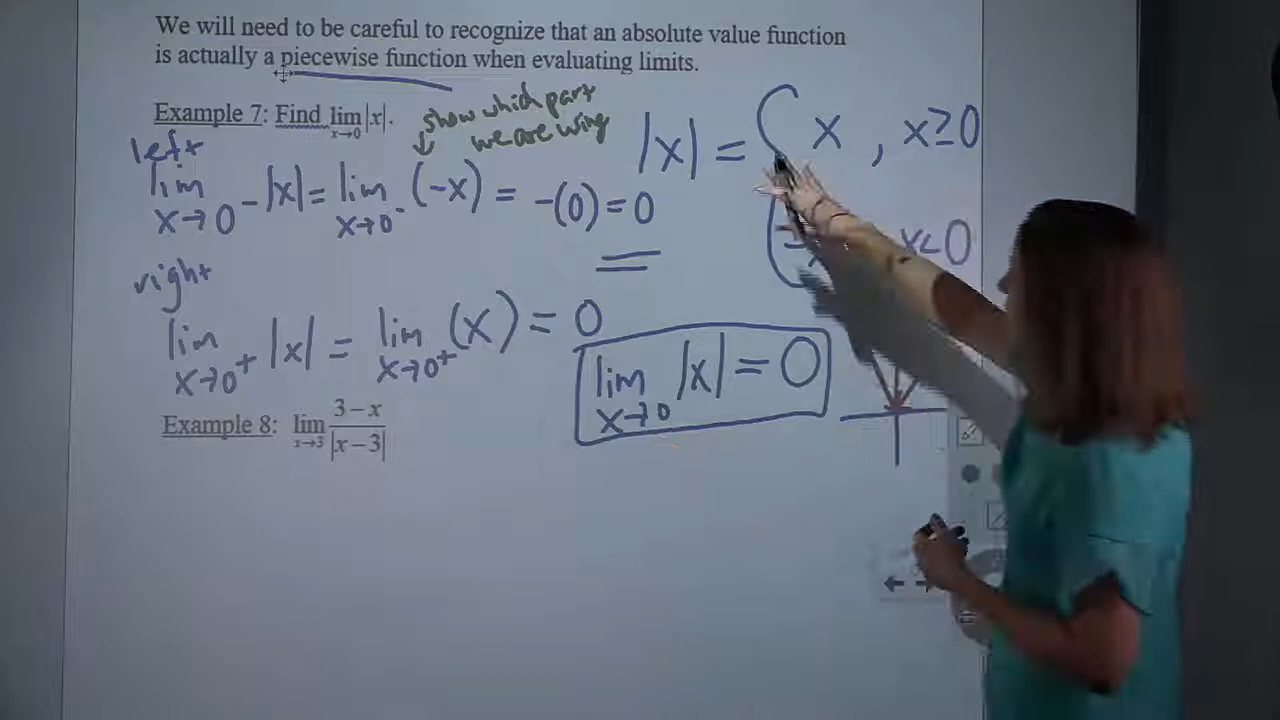 We will need to be careful to recognize that an absolute value function
is actually a piecewise function when evaluating limits.
Example 7: Find lim x→0 |x|.
show which part
we are using
|x| = { x , x≥0
-x x<0
left
lim x→0⁻ |x| = lim x→0⁻ (-x) = -(0) = 0
right
lim x→0⁺ |x| = lim x→0⁺ (x) = 0
lim x→0 |x| = 0
Example 8: lim x→3 3-x / |x-3|